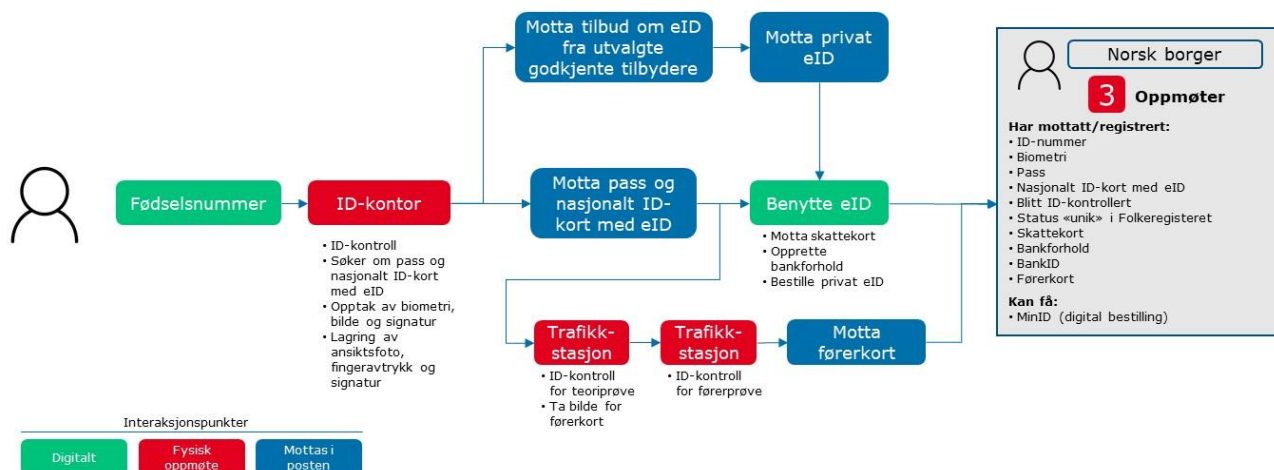 Motta tilbud om eID
fra utvalgte
godkjente tilbydere
Motta privat
eID
Fødselsnummer
ID-kontor
• ID-kontroll
• Søker om pass og
nasjonalt ID-kort
med eID
• Opptak av biometri,
bilde og signatur
• Lagring av
ansiktsfoto,
fingeravtrykk og
signatur
Motta pass og
nasjonalt ID-
kort med eID
Benytte eID
• Motta skattekort
• Opprette
bankforhold
• Bestille privat eID
Trafikk-
stasjon
• ID-kontroll
for teoriprøve
• Ta bilde for
førerkort
Trafikk-
stasjon
• ID-kontroll
for førerprøve
Motta
førerkort
Norsk borger
3 Oppmøter
Har mottatt/registrert:
• ID-nummer
• Biometri
• Pass
• Nasjonalt ID-kort med eID
• Blitt ID-kontrollert
• Status «unik» i Folkeregisteret
• Skattekort
• Bankforhold
• BankID
• Førerkort
Kan få:
• MinID (digital bestilling)
Interaksjonspunkter
Digitalt
Fysisk
oppmøte
Mottas i
posten